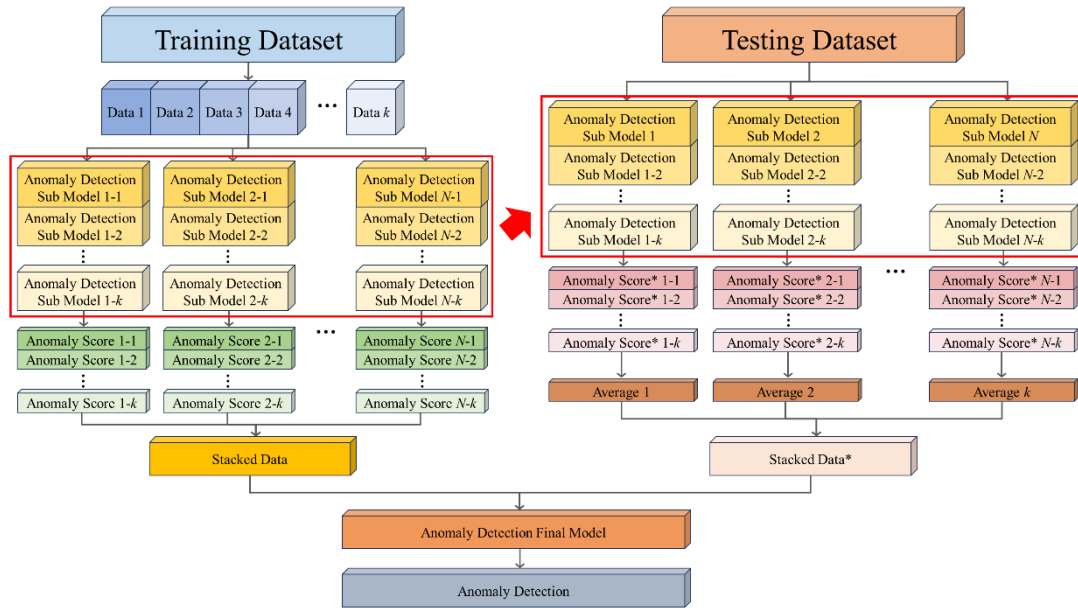 Training Dataset
Data 1
Data 2
Data 3
Data 4
...
Data k
Anomaly Detection
Sub Model 1-1
Anomaly Detection
Sub Model 1-2
Anomaly Detection
Sub Model 1-k
Anomaly Detection
Sub Model 2-1
Anomaly Detection
Sub Model 2-2
Anomaly Detection
Sub Model 2-k
Anomaly Detection
Sub Model N-1
Anomaly Detection
Sub Model N-2
Anomaly Detection
Sub Model N-k
Anomaly Score 1-1
Anomaly Score 1-2
Anomaly Score 1-k
Anomaly Score 2-1
Anomaly Score 2-2
Anomaly Score 2-k
...
Anomaly Score N-1
Anomaly Score N-2
Anomaly Score N-k
Stacked Data
Testing Dataset
Anomaly Detection
Sub Model 1
Anomaly Detection
Sub Model 1-2
Anomaly Detection
Sub Model 1-k
Anomaly Detection
Sub Model 2
Anomaly Detection
Sub Model 2-2
Anomaly Detection
Sub Model 2-k
Anomaly Detection
Sub Model N
Anomaly Detection
Sub Model N-2
Anomaly Detection
Sub Model N-k
Anomaly Score* 1-1
Anomaly Score* 1-2
Anomaly Score* 1-k
Anomaly Score* 2-1
Anomaly Score* 2-2
Anomaly Score* 2-k
...
Anomaly Score* N-1
Anomaly Score* N-2
Anomaly Score* N-k
Average 1
Average 2
Average k
Stacked Data*
Anomaly Detection Final Model
Anomaly Detection